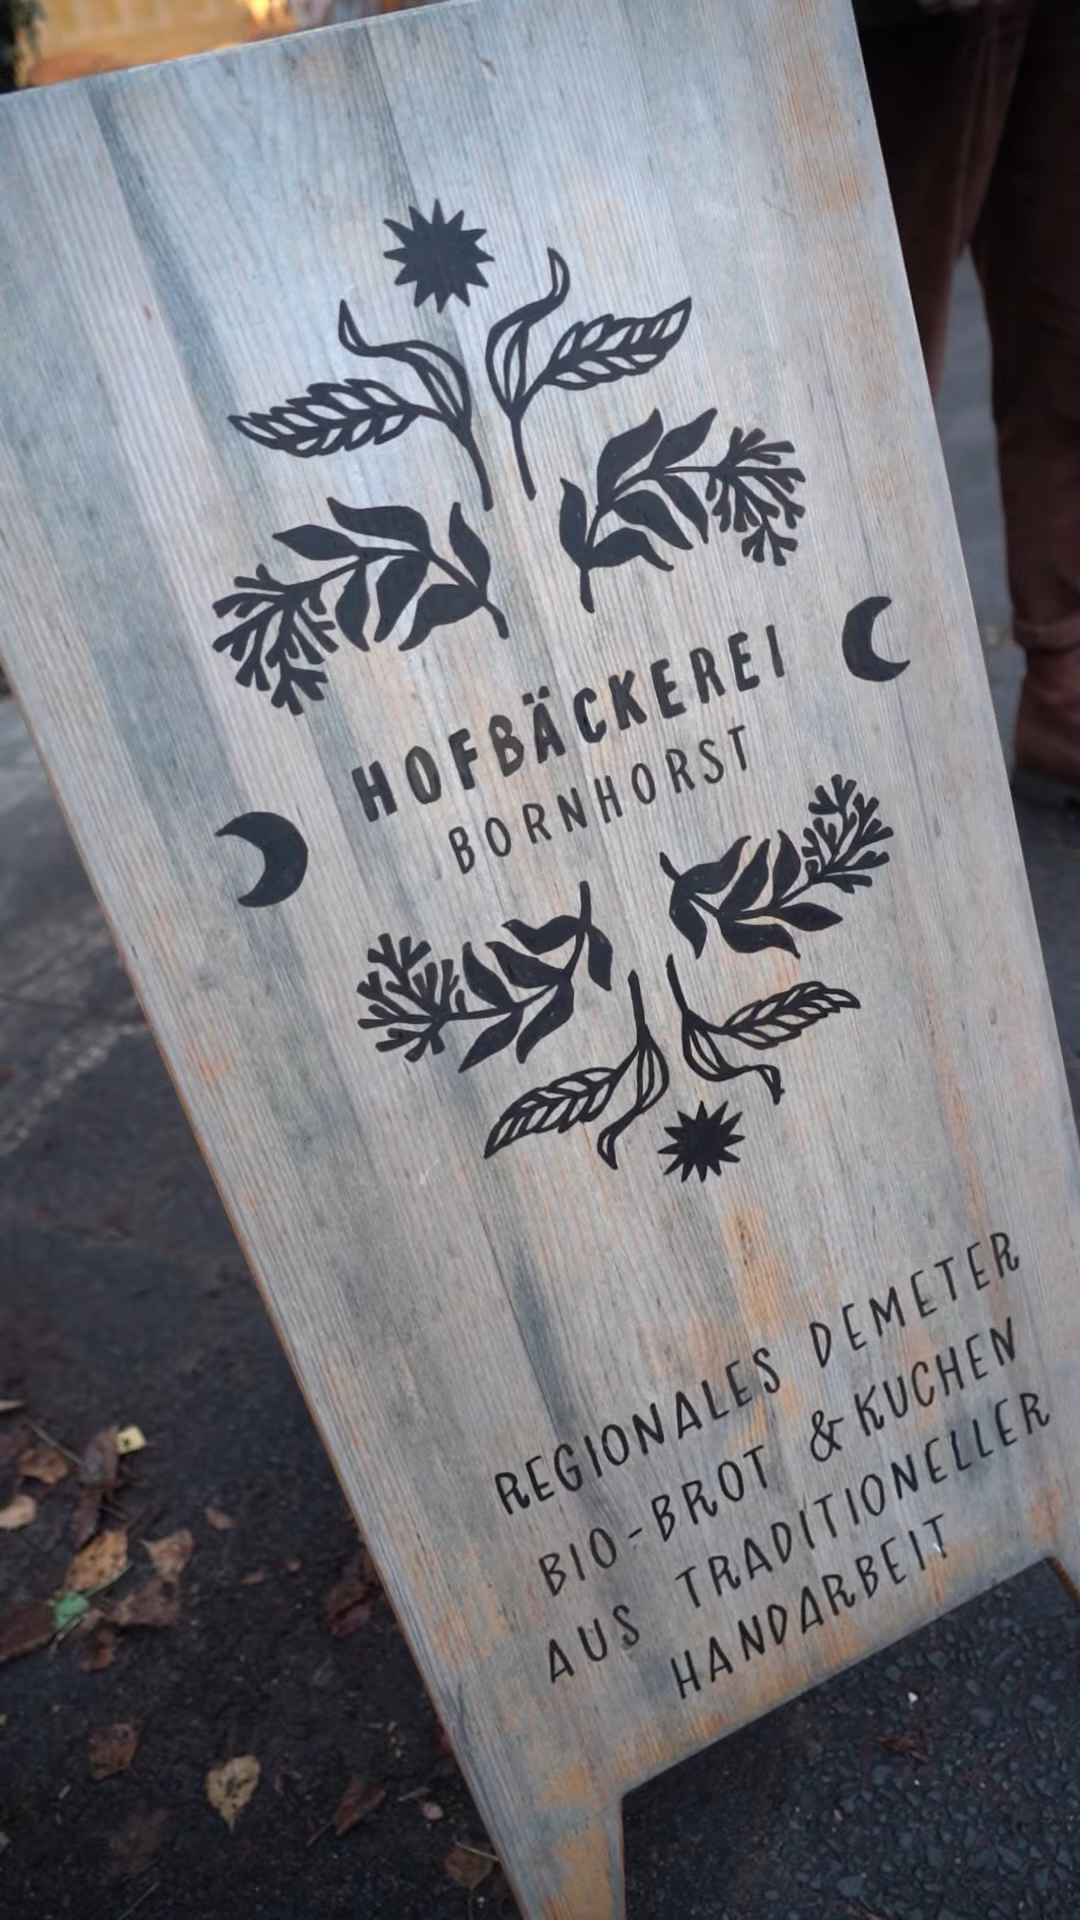 HOFBÄCKEREI
BORNHORST
REGIONALES DEMETER
BIO-BROT & KUCHEN
AUS TRADITIONELLER
HANDARBEIT